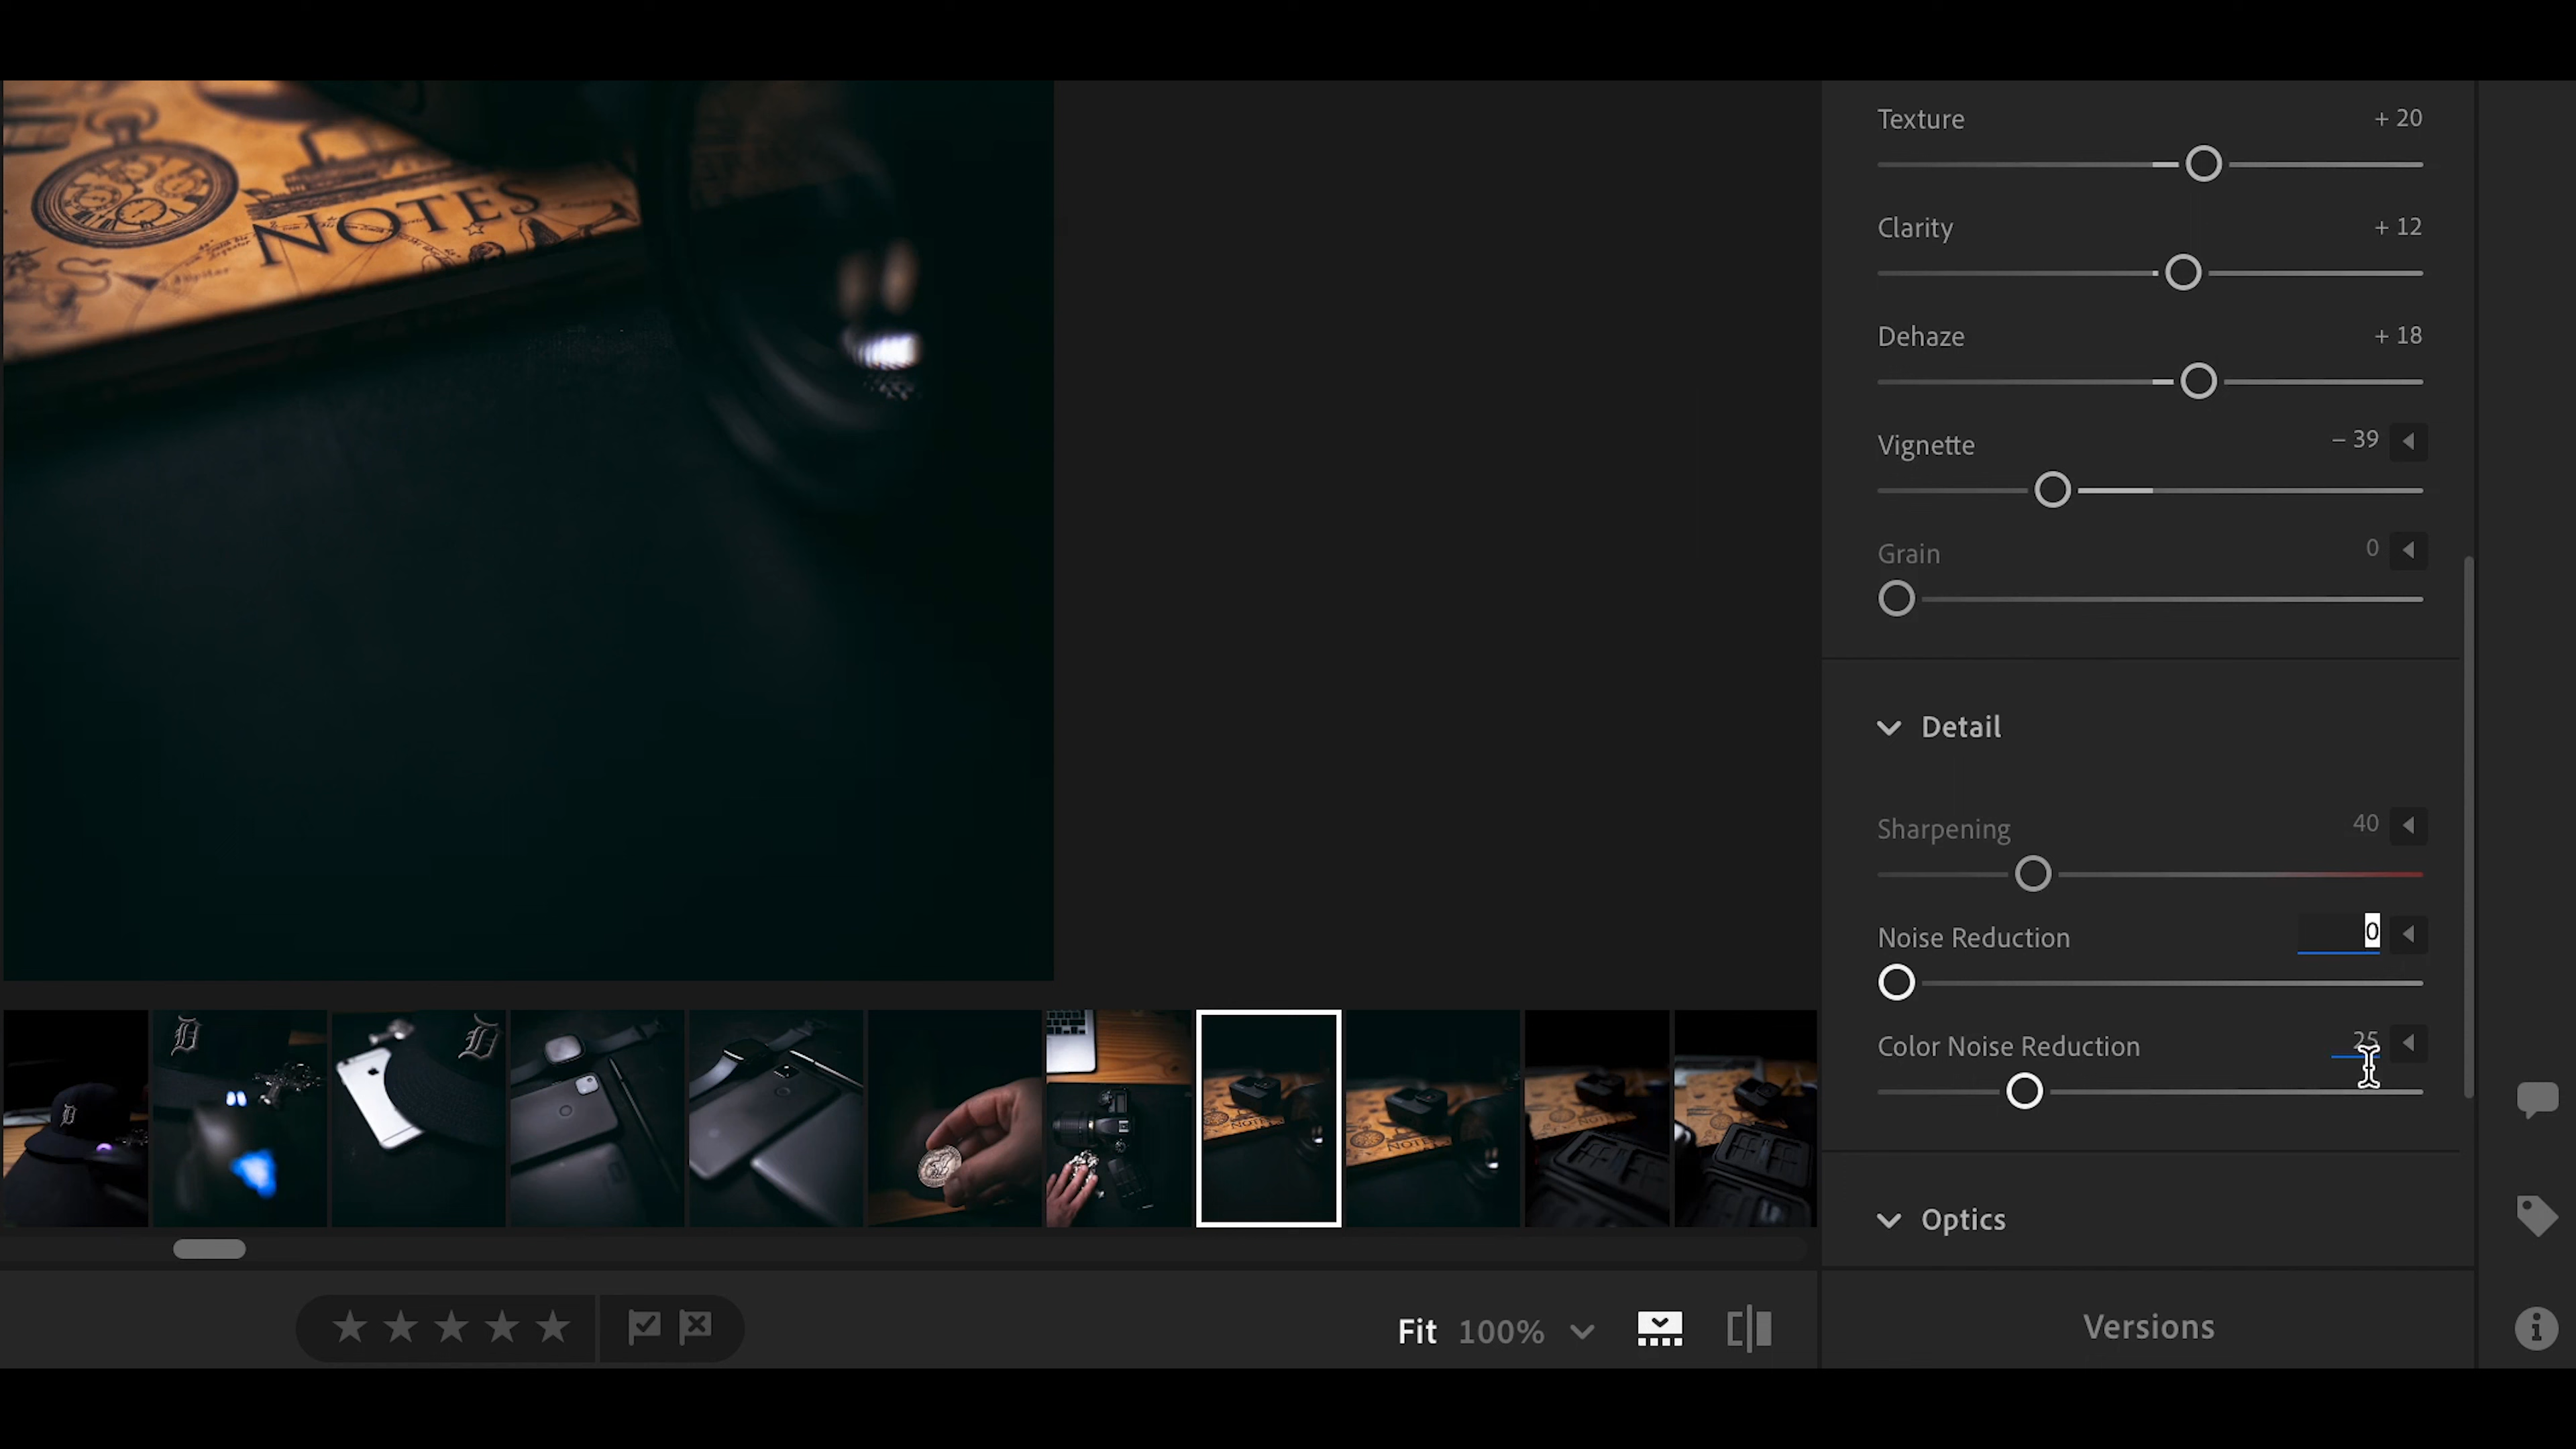 NOTES
Texture + 20
Clarity + 12
Dehaze + 18
Vignette – 39
Grain 0
Detail
Sharpening 40
Noise Reduction 0
Color Noise Reduction 25
Optics
Fit 100%
Versions